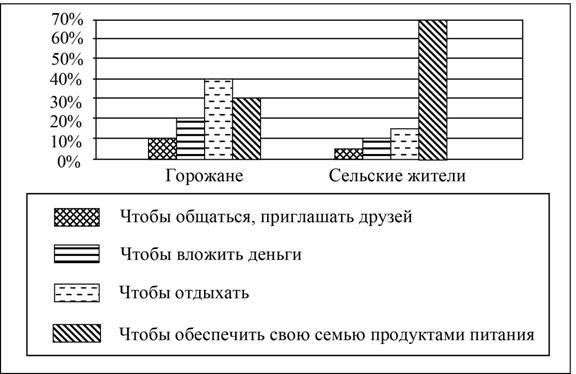 70%
60%
50%
40%
30%
20%
10%
0%
Горожане Сельские жители
Чтобы общаться, приглашать друзей
Чтобы вложить деньги
Чтобы отдыхать
Чтобы обеспечить свою семью продуктами питания